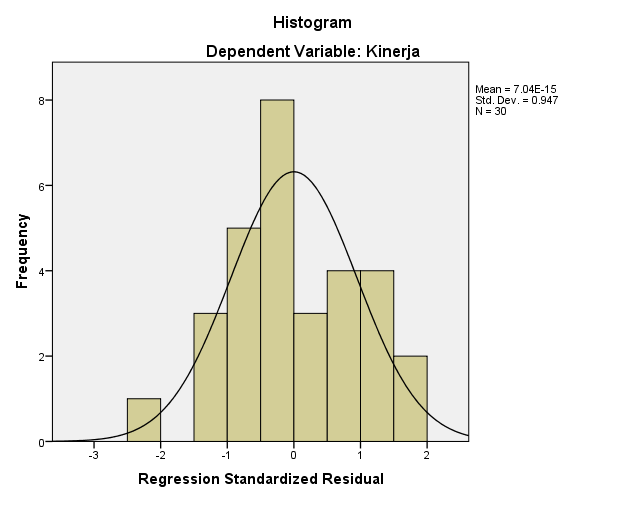 Histogram
Dependent Variable: Kinerja
Mean = 7.04E-15
Std. Dev. = 0.947
N = 30
Frequency
8
6
4
2
0
-3 -2 -1 0 1 2
Regression Standardized Residual